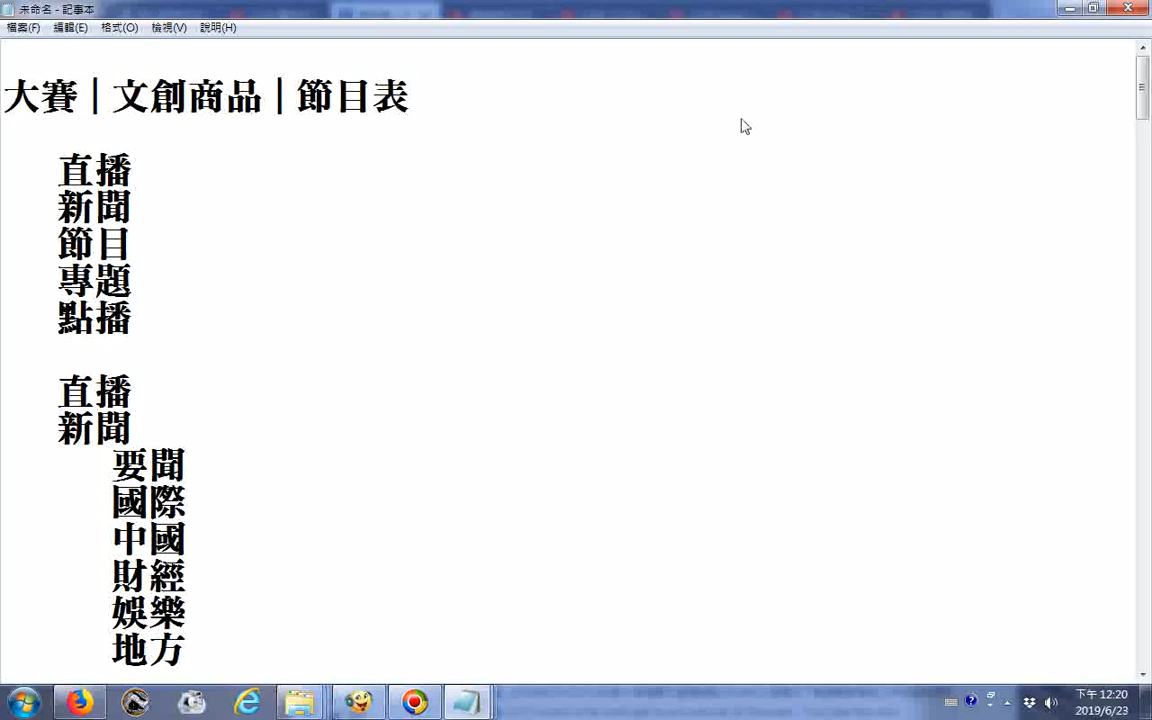 未命名 - 記事本
檔案(F) 編輯(E) 格式(O) 檢視(V) 說明(H)
大賽 | 文創商品 | 節目表
直播
新聞
節目
專題
點播
直播
新聞
要聞
國際
中國
財經
娛樂
地方
下午 12:20
2019/6/23